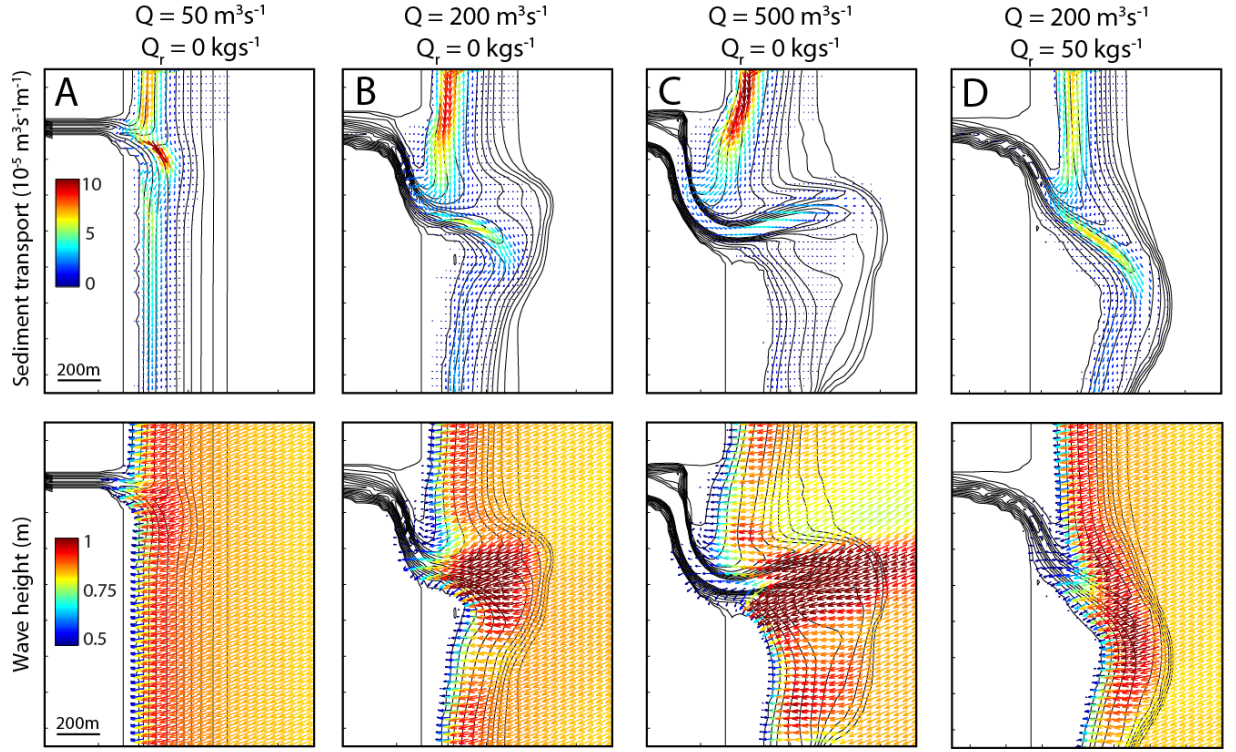 Q = 50 m³s⁻¹
Qᵣ = 0 kgs⁻¹
Q = 200 m³s⁻¹
Qᵣ = 0 kgs⁻¹
Q = 500 m³s⁻¹
Qᵣ = 0 kgs⁻¹
Q = 200 m³s⁻¹
Qᵣ = 50 kgs⁻¹
Sediment transport (10⁻⁵ m³s⁻¹m⁻¹)
A
B
C
D
10
5
0
200m
Wave height (m)
1
0.75
0.5
200m